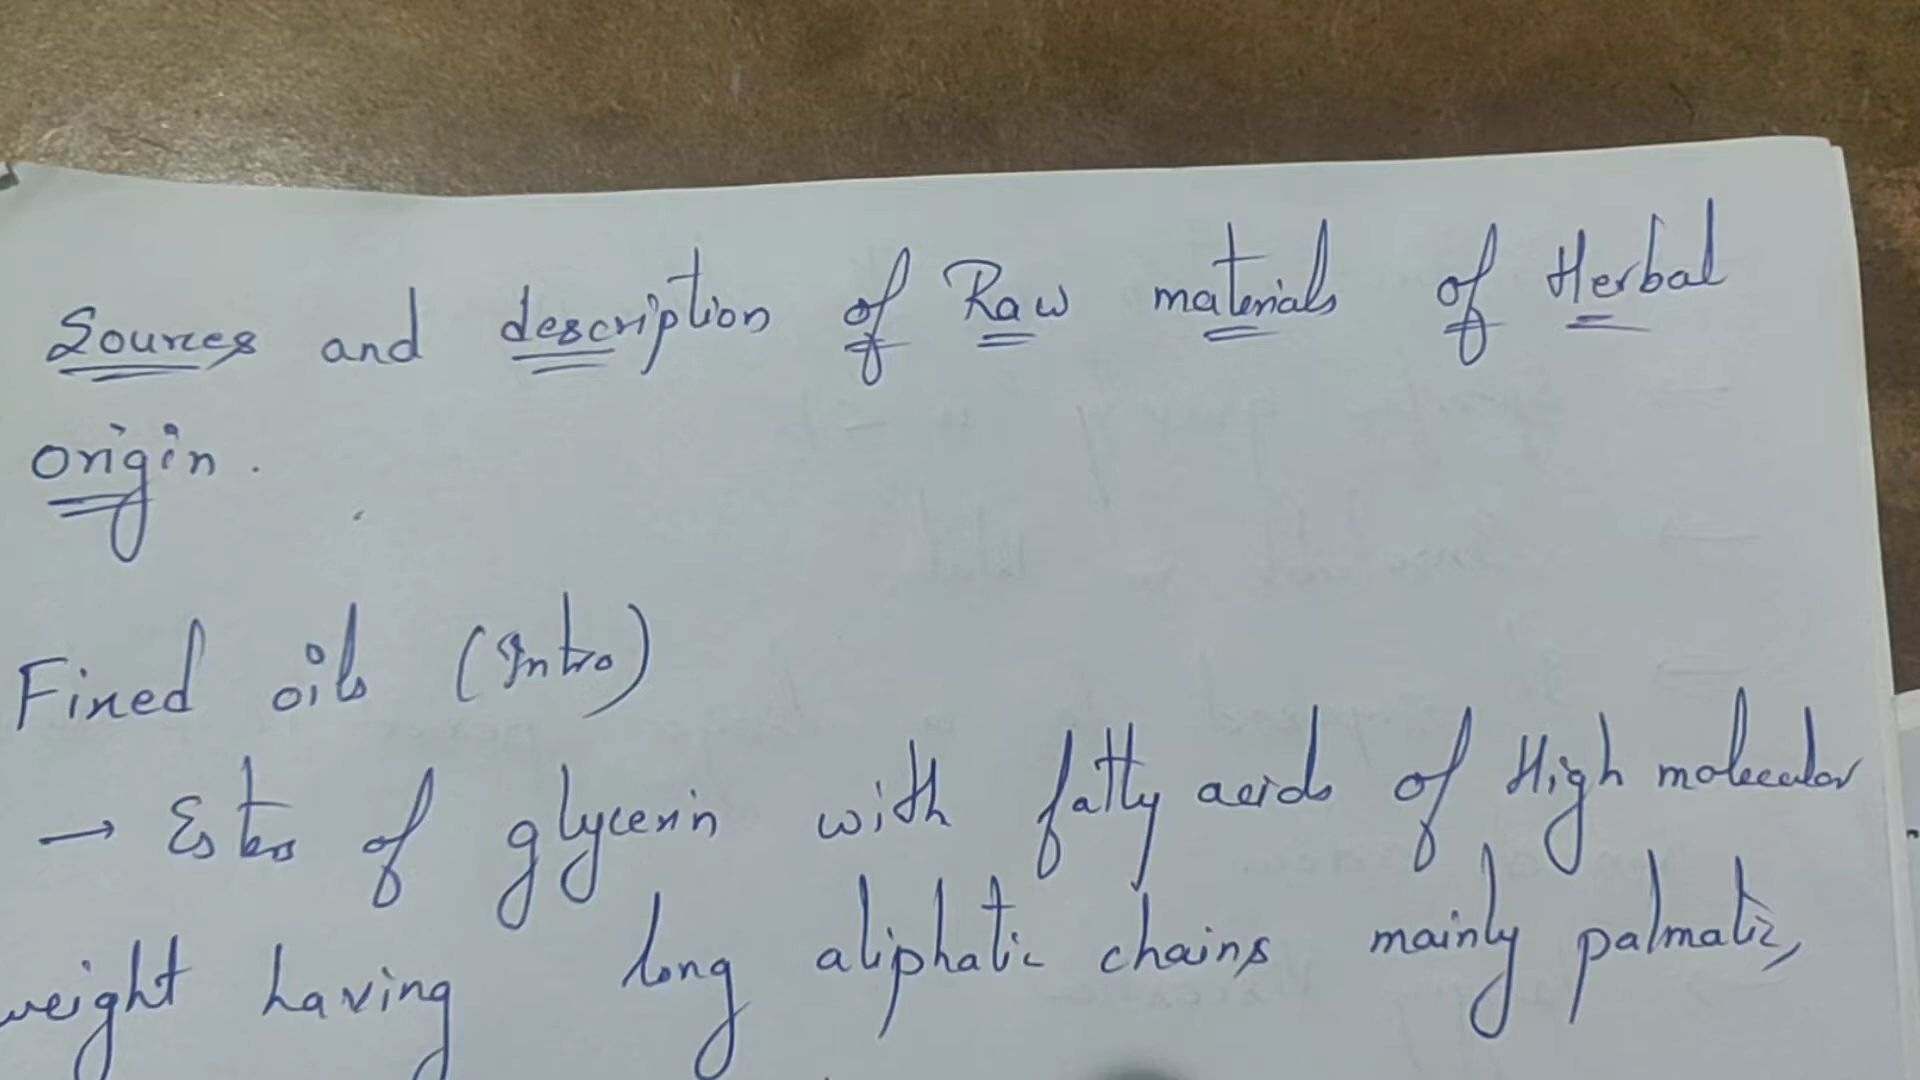 Sources and description of Raw materials of Herbal
origin.
Fixed oils (Intro)
→ Esters of glycerin with fatty acids of High molecular
weight having long aliphatic chains mainly palmatic,